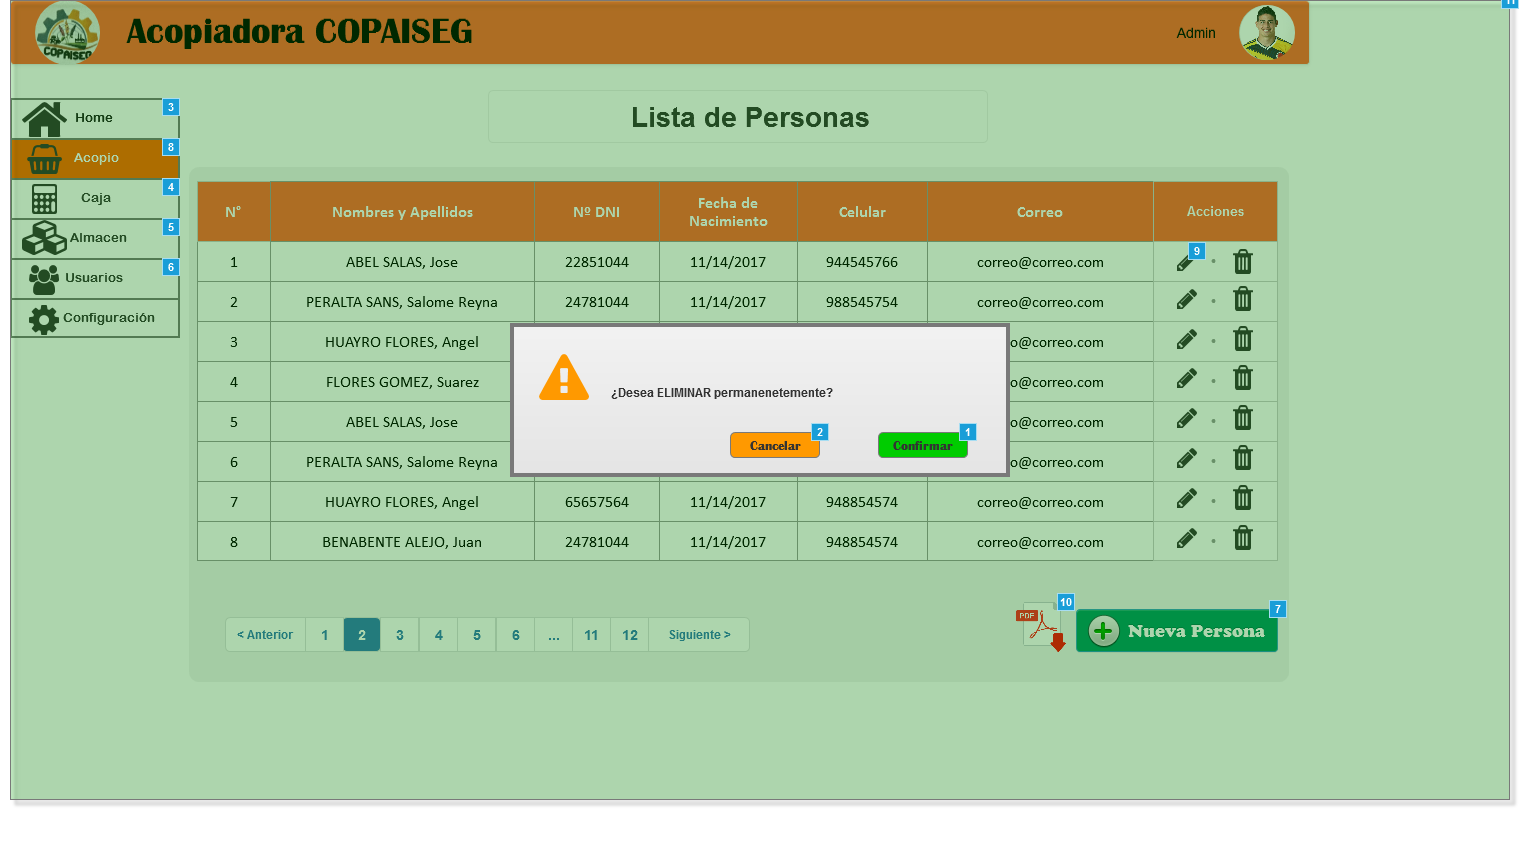 11
COPAISEG
Acopiadora COPAISEG
Admin
Home 3
Acopio 8
Caja 4
Almacen 5
Usuarios 6
Configuración
Lista de Personas
N° Nombres y Apellidos Nº DNI Fecha de Nacimiento Celular Correo Acciones
1 ABEL SALAS, Jose 22851044 11/14/2017 944545766 correo@correo.com 9
2 PERALTA SANS, Salome Reyna 24781044 11/14/2017 988545754 correo@correo.com
3 HUAYRO FLORES, Angel o@correo.com
4 FLORES GOMEZ, Suarez o@correo.com
5 ABEL SALAS, Jose o@correo.com
6 PERALTA SANS, Salome Reyna o@correo.com
7 HUAYRO FLORES, Angel 65657564 11/14/2017 948854574 correo@correo.com
8 BENABENTE ALEJO, Juan 24781044 11/14/2017 948854574 correo@correo.com
¿Desea ELIMINAR permanenetemente?
Cancelar 2 Confirmar 1
< Anterior 1 2 3 4 5 6 ... 11 12 Siguiente >
PDF 10
Nueva Persona 7